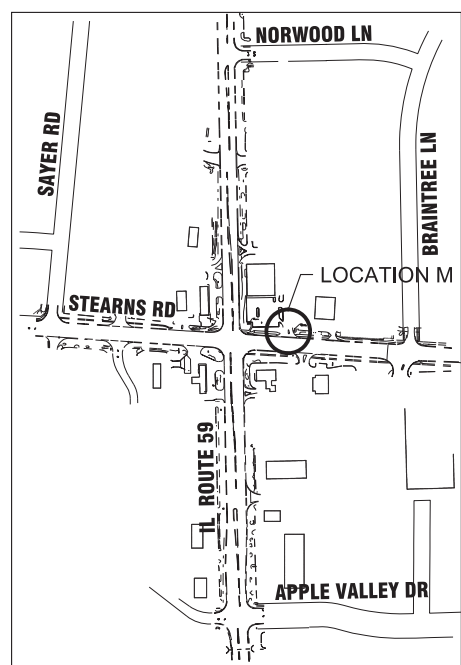 NORWOOD LN
SAYER RD
BRAINTREE LN
LOCATION M
STEARNS RD
IL ROUTE 59
APPLE VALLEY DR